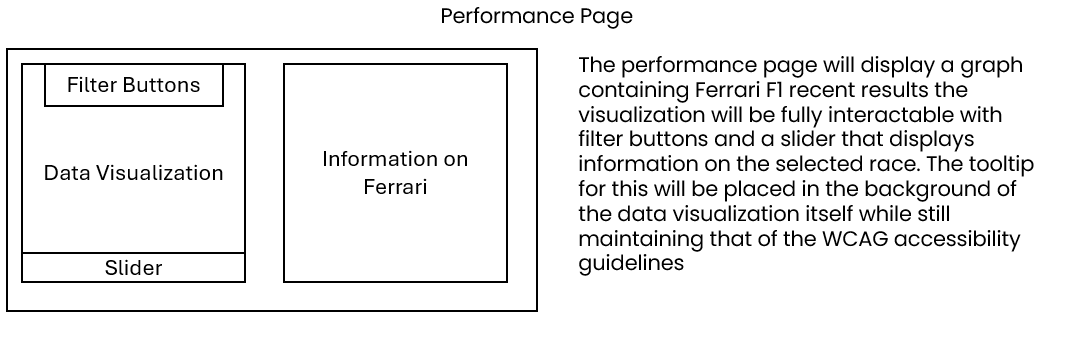 Performance Page
Filter Buttons
Data Visualization
Slider
Information on
Ferrari
The performance page will display a graph
containing Ferrari F1 recent results the
visualization will be fully interactable with
filter buttons and a slider that displays
information on the selected race. The tooltip
for this will be placed in the background of
the data visualization itself while still
maintaining that of the WCAG accessibility
guidelines